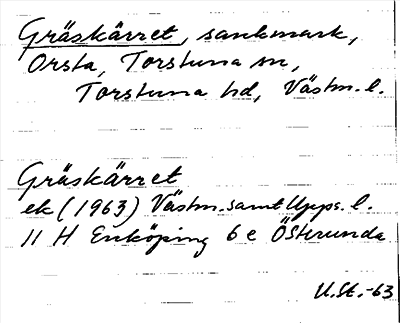 Gräskärret, sankmark,
Orsta, Torstuna sn,
Torstuna hd, Västm. l.
Gräskärret
ek (1963) Västm. samt Upps. l.
11 H Enköping 6 e Österunda
U.St.-63